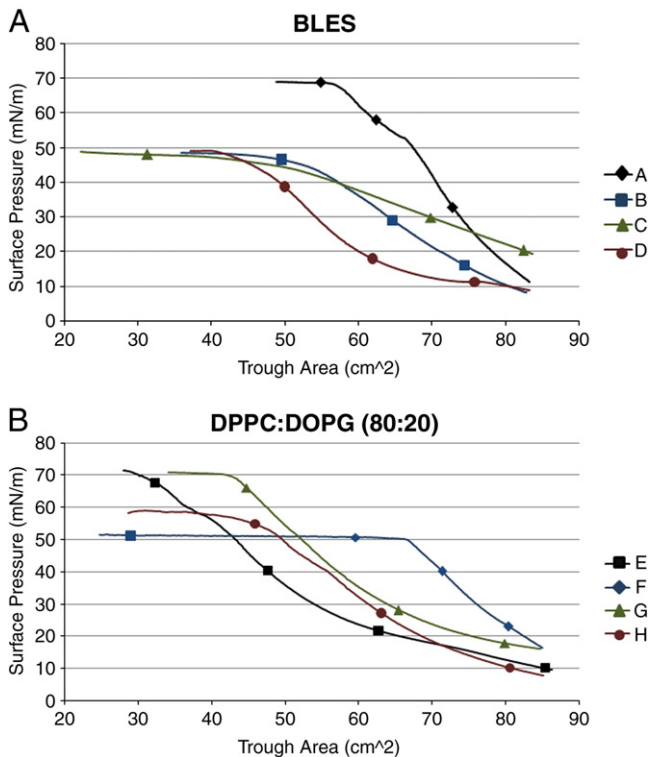 A
BLES
80
70
60
50
40
30
20
10
0
Surface Pressure (mN/m)
20 30 40 50 60 70 80 90
Trough Area (cm^2)
A
B
C
D
B
DPPC:DOPG (80:20)
80
70
60
50
40
30
20
10
0
Surface Pressure (mN/m)
20 30 40 50 60 70 80 90
Trough Area (cm^2)
E
F
G
H